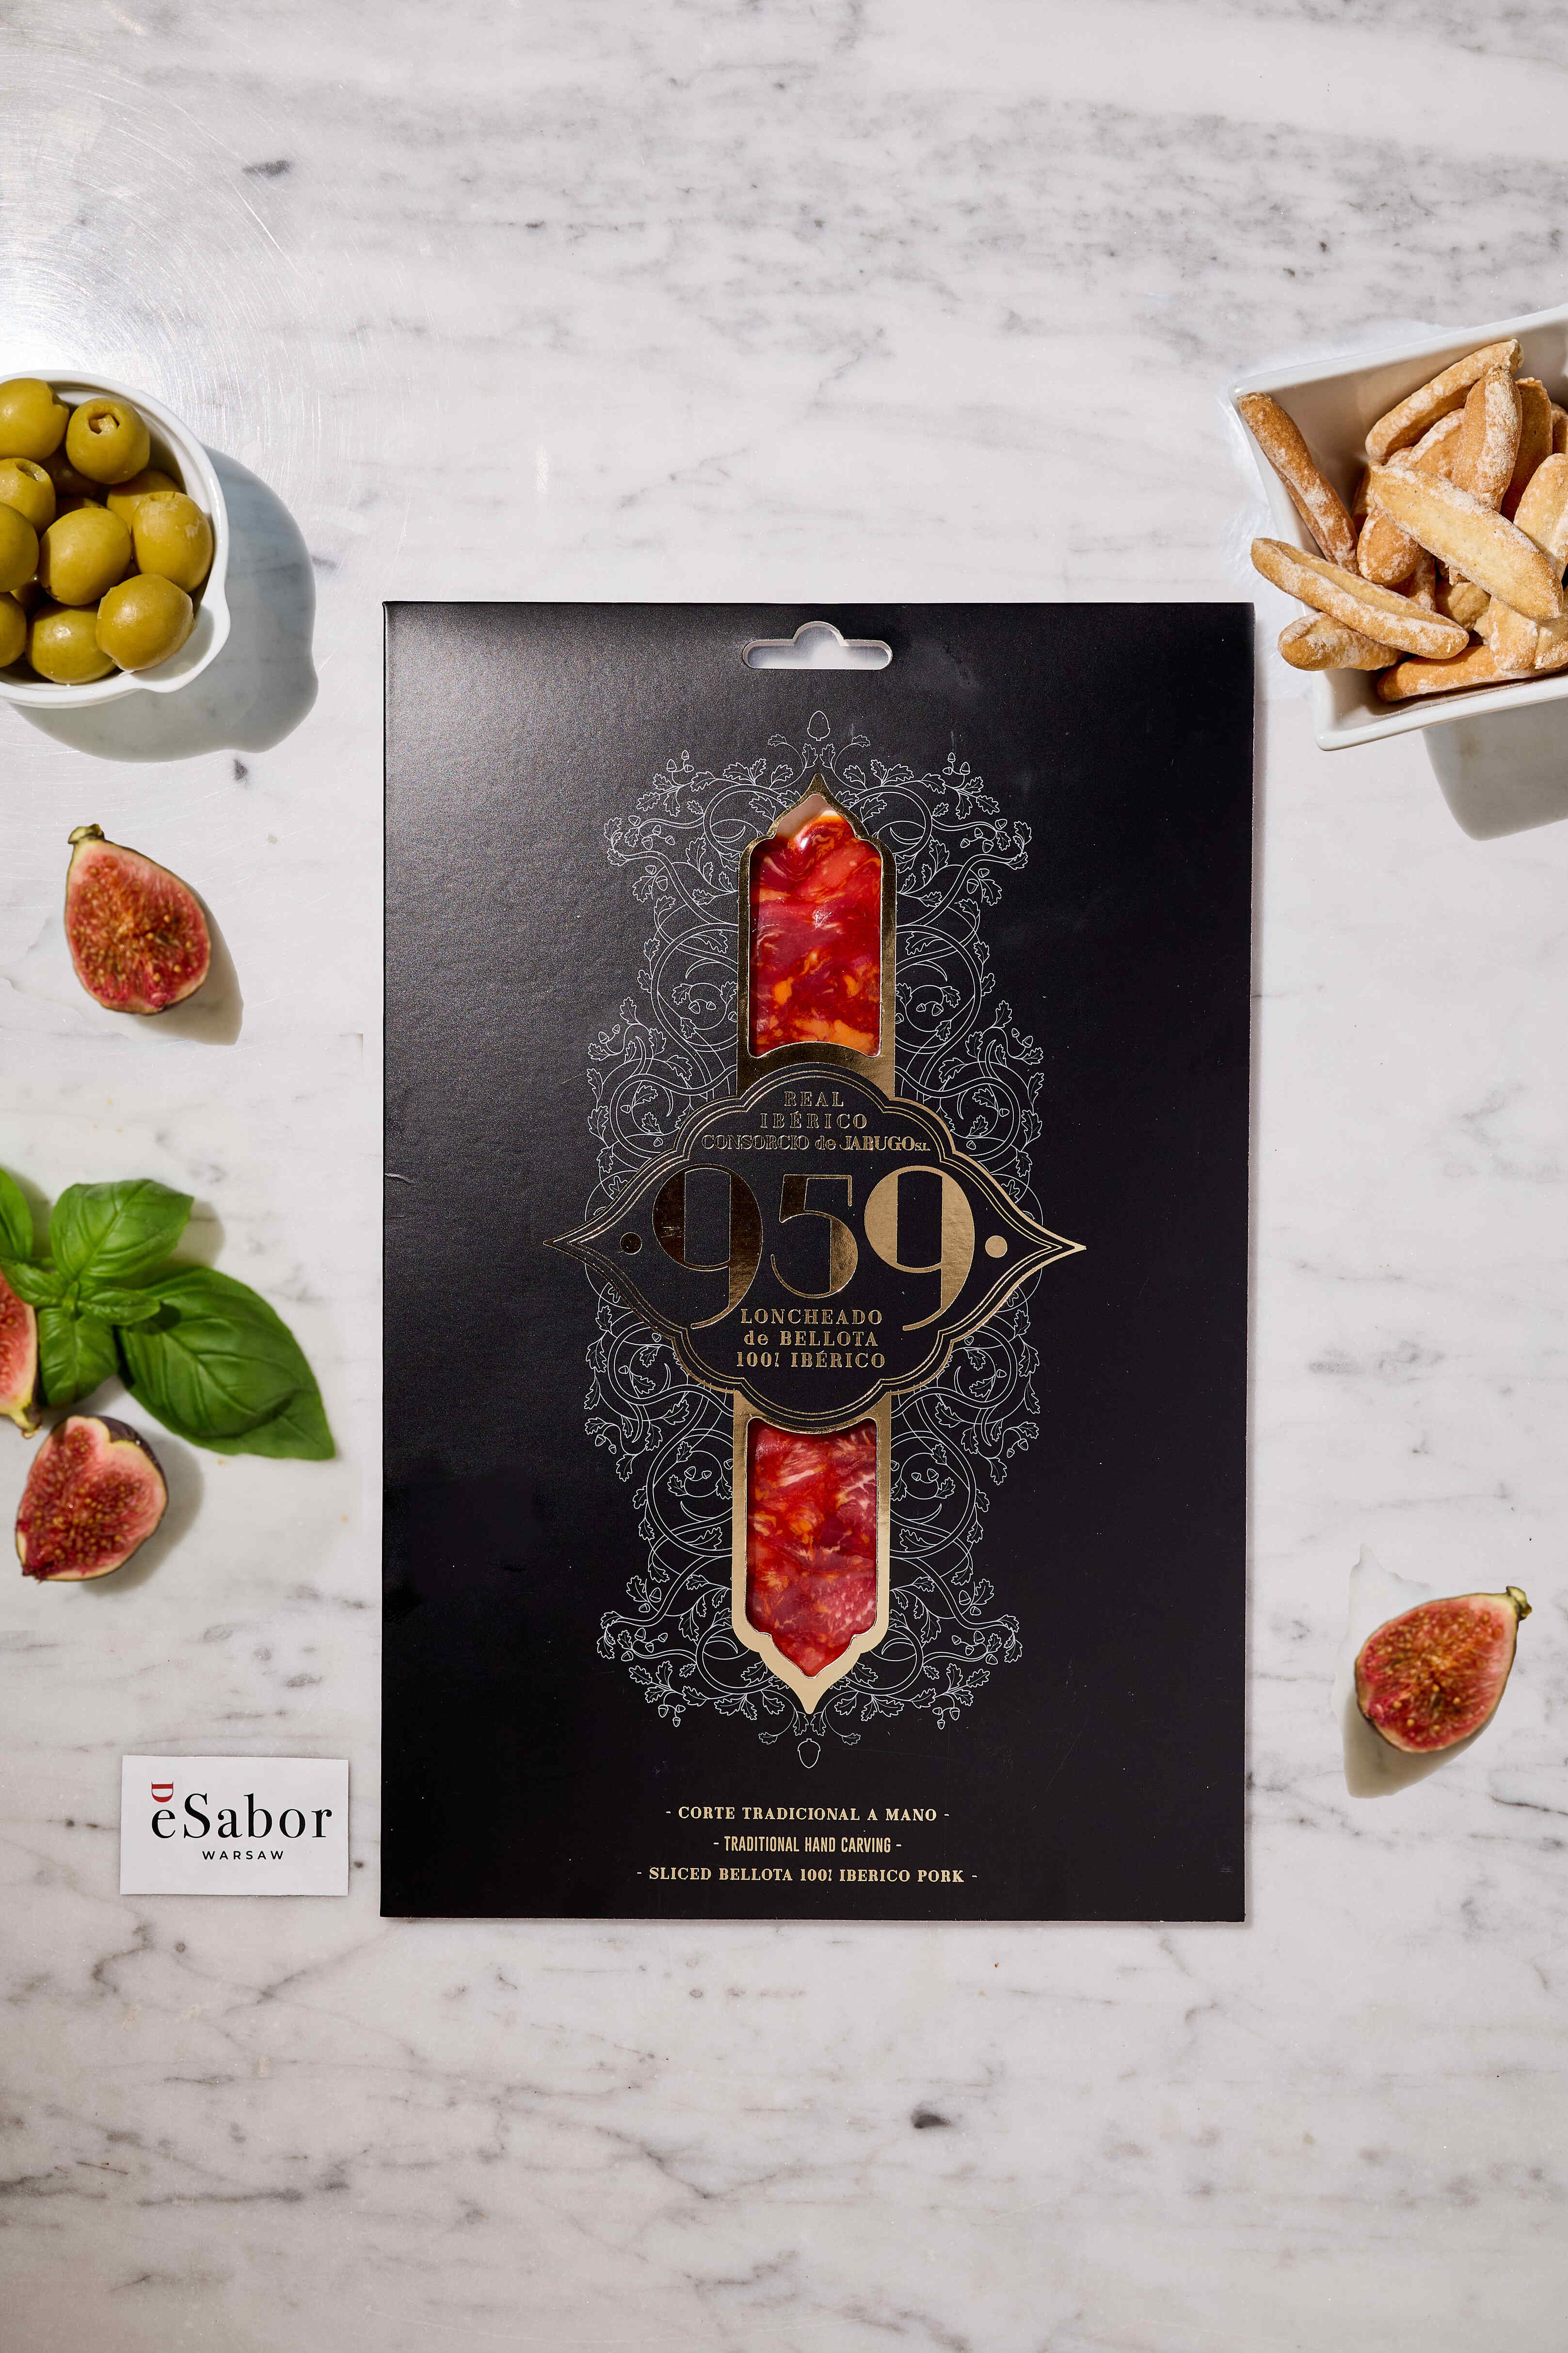 REAL
IBÉRICO
CONSORCIO de JABUGO S.L.
959
LONCHEADO
de BELLOTA
100% IBÉRICO
- CORTE TRADICIONAL A MANO -
- TRADITIONAL HAND CARVING -
- SLICED BELLOTA 100% IBERICO PORK -
DeSabor
WARSAW